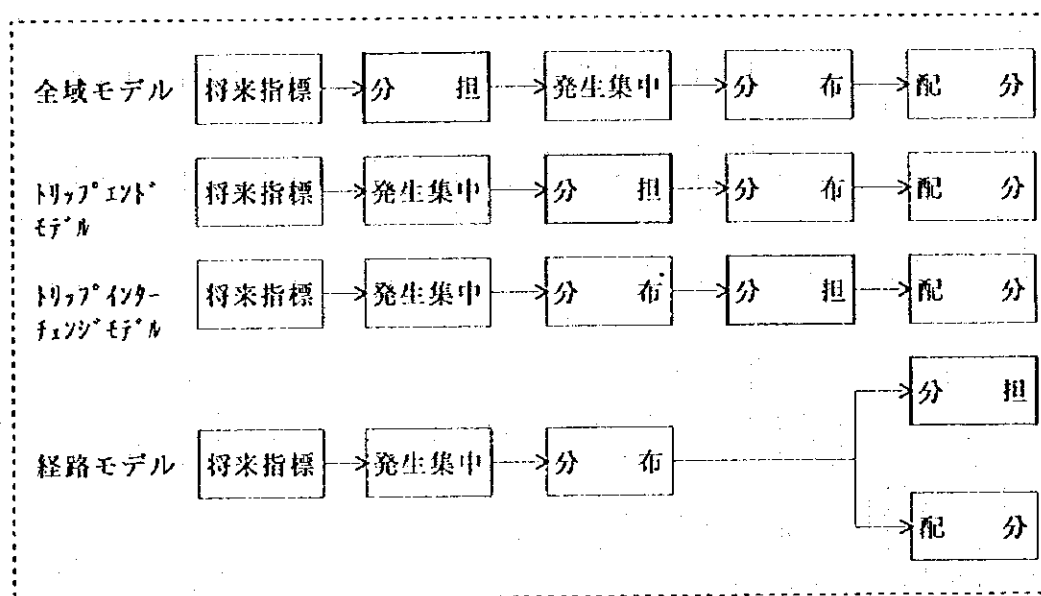 全域モデル 将来指標 分 担 発生集中 分 布 配 分
トリップエンド
モデル
将来指標 発生集中 分 担 分 布 配 分
トリップインター
チェンジモデル
将来指標 発生集中 分 布 分 担 配 分
分 担
経路モデル 将来指標 発生集中 分 布
配 分